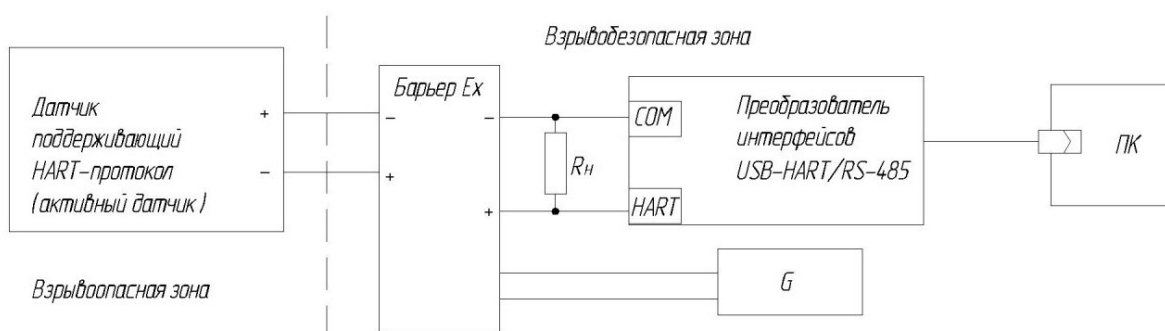 Взрывобезопасная зона
Датчик
поддерживающий
HART-протокол
(активный датчик)
+
−
Взрывоопасная зона
Барьер Ex
−
+
−
+
Rн
COM
HART
Преобразователь
интерфейсов
USB-HART/RS-485
ПК
G